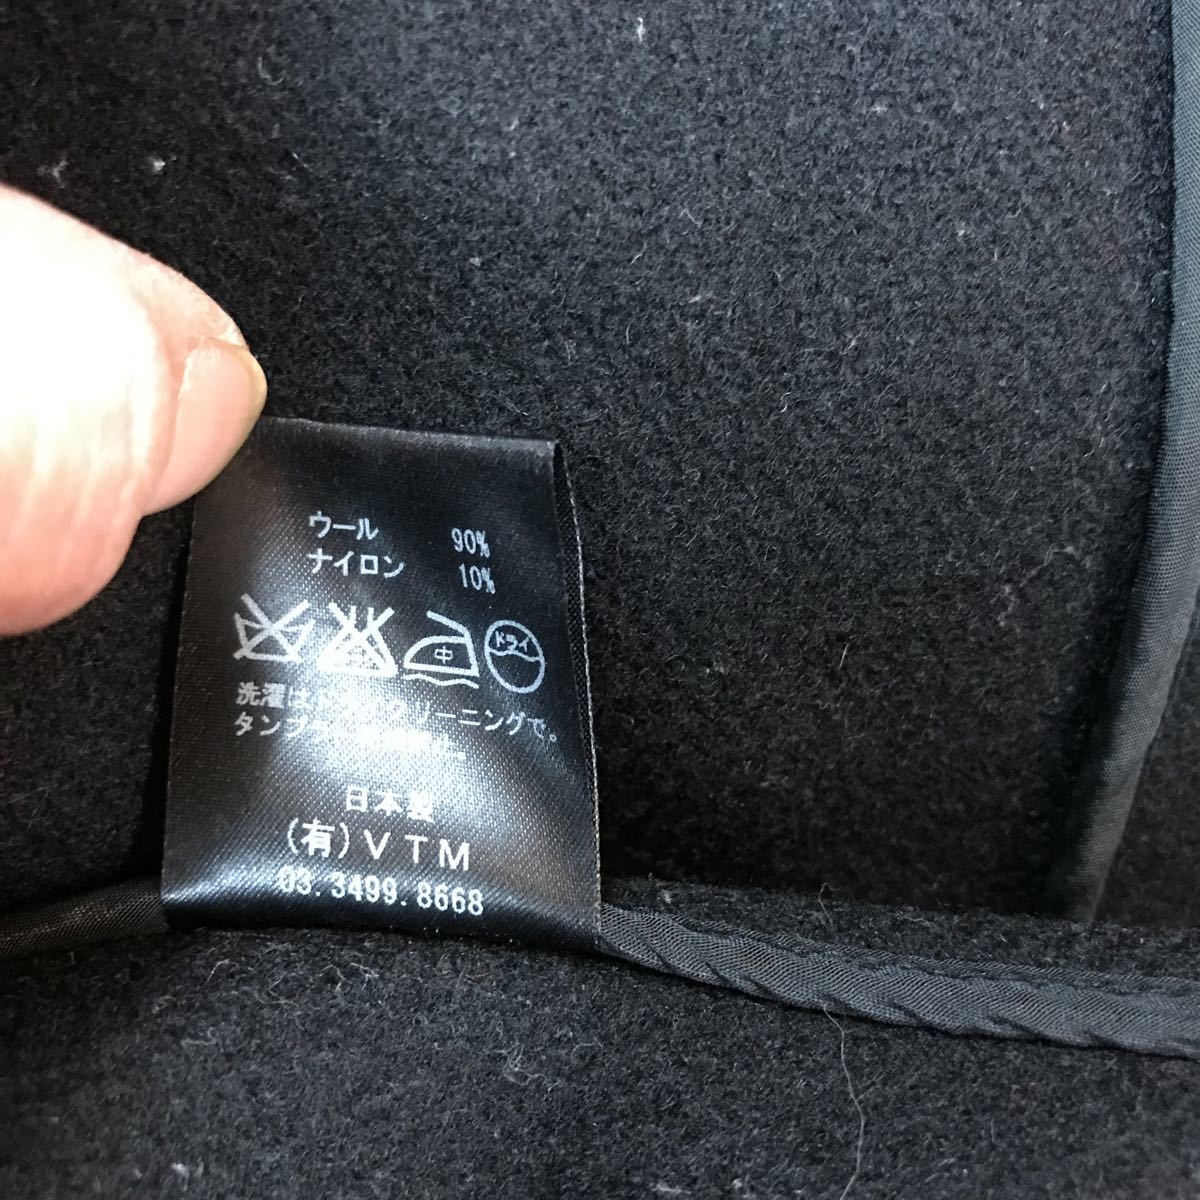 ウール 90%
ナイロン 10%
中 ドライ
洗濯は クリーニングで。
タン
日本製
(有)VTM
03.3499.8668